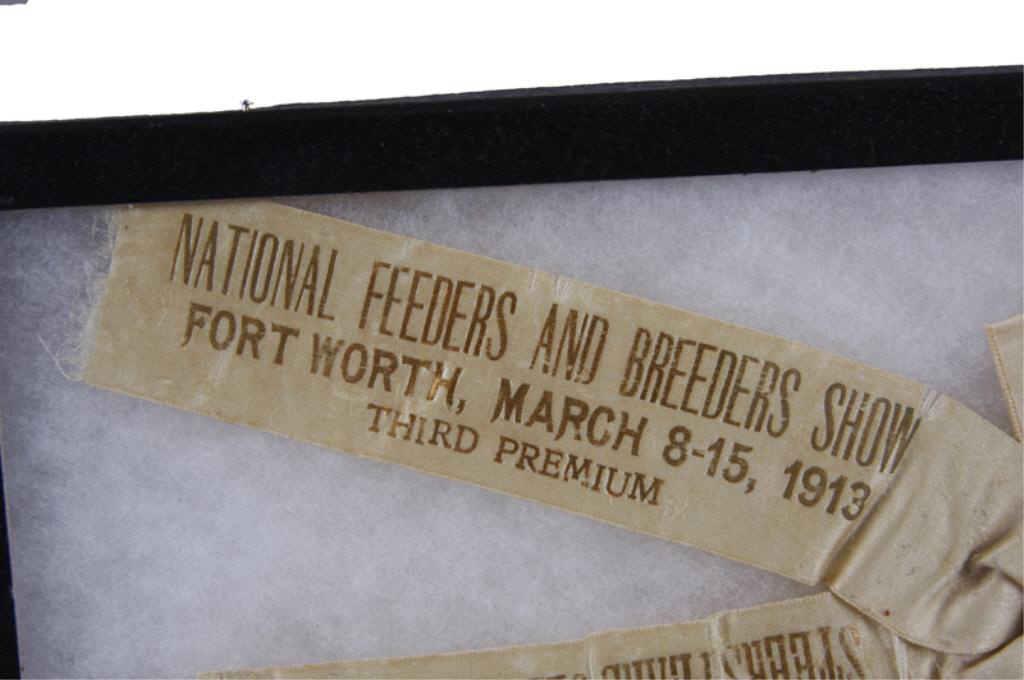 NATIONAL FEEDERS AND BREEDERS SHOW
FORT WORTH, MARCH 8-15, 1913
THIRD PREMIUM